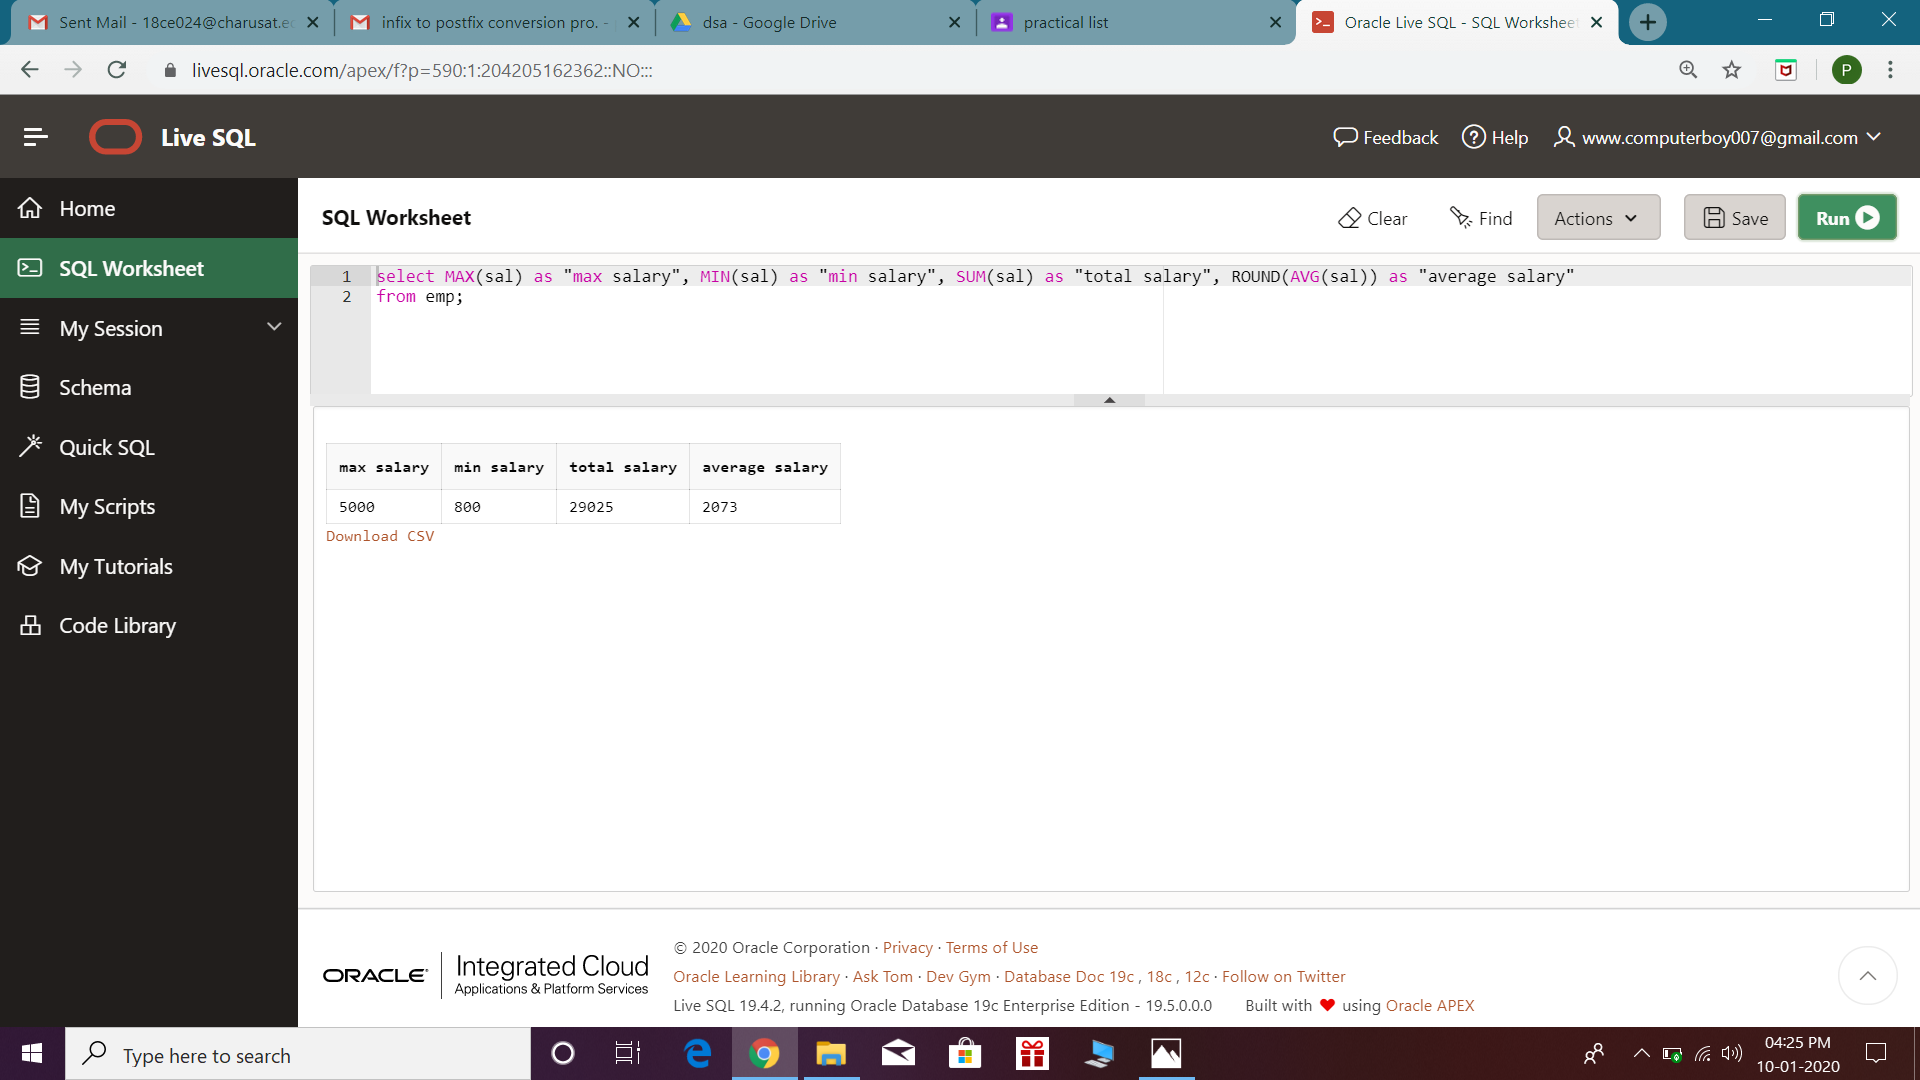 Sent Mail - 18ce024@charusat.ec
infix to postfix conversion pro. -
dsa - Google Drive
practical list
Oracle Live SQL - SQL Worksheet
livesql.oracle.com/apex/f?p=590:1:204205162362::NO:::
P
Live SQL
Feedback
Help
www.computerboy007@gmail.com
Home
SQL Worksheet
My Session
Schema
Quick SQL
My Scripts
My Tutorials
Code Library
SQL Worksheet
Clear
Find
Actions
Save
Run
1 select MAX(sal) as "max salary", MIN(sal) as "min salary", SUM(sal) as "total salary", ROUND(AVG(sal)) as "average salary"
2 from emp;
max salary min salary total salary average salary
5000 800 29025 2073
Download CSV
ORACLE
Integrated Cloud
Applications & Platform Services
© 2020 Oracle Corporation · Privacy · Terms of Use
Oracle Learning Library · Ask Tom · Dev Gym · Database Doc 19c , 18c , 12c · Follow on Twitter
Live SQL 19.4.2, running Oracle Database 19c Enterprise Edition - 19.5.0.0.0 Built with ♥ using Oracle APEX
Type here to search
04:25 PM
10-01-2020